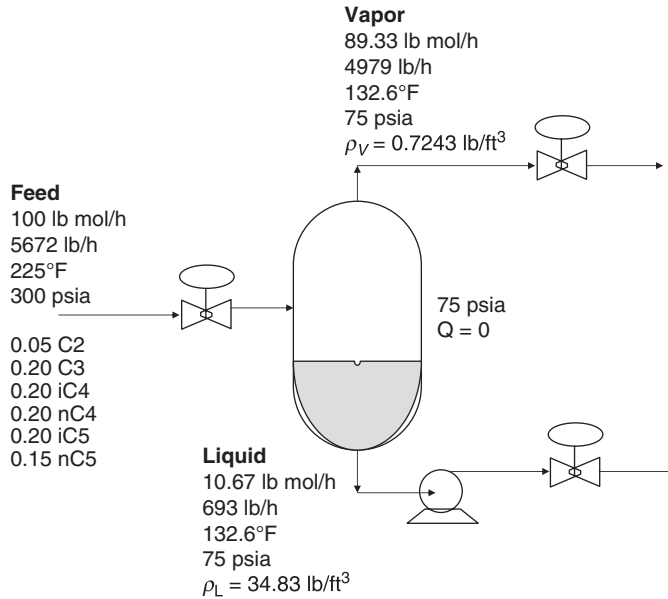 Vapor
89.33 lb mol/h
4979 lb/h
132.6°F
75 psia
ρV = 0.7243 lb/ft³
Feed
100 lb mol/h
5672 lb/h
225°F
300 psia
0.05 C2
0.20 C3
0.20 iC4
0.20 nC4
0.20 iC5
0.15 nC5
75 psia
Q = 0
Liquid
10.67 lb mol/h
693 lb/h
132.6°F
75 psia
ρL = 34.83 lb/ft³